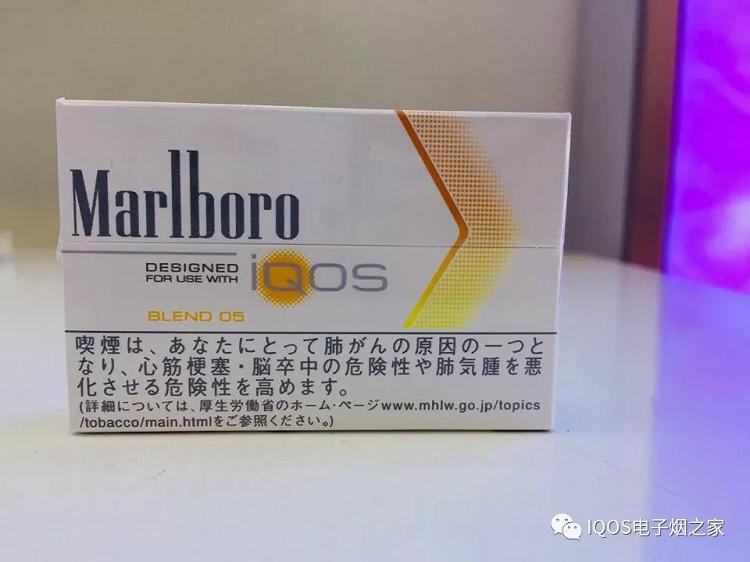 Marlboro
DESIGNED
FOR USE WITH
iQOS
BLEND 05
喫煙は、あなたにとって肺がんの原因の一つと
なり、心筋梗塞・脳卒中の危険性や肺気腫を悪
化させる危険性を高めます。
(詳細については、厚生労働省のホーム・ページwww.mhlw.go.jp/topics
/tobacco/main.htmlをご参照ください。)
IQOS电子烟之家